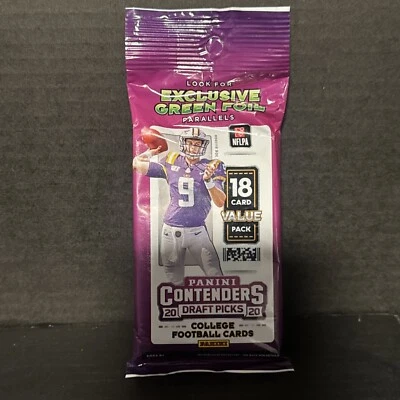 LOOK FOR
EXCLUSIVE
GREEN FOIL
PARALLELS
NFLPA
9
18
CARD
VALUE
PACK
PANINI
CONTENDERS
20 DRAFT PICKS 20
COLLEGE
FOOTBALL CARDS
PANINI